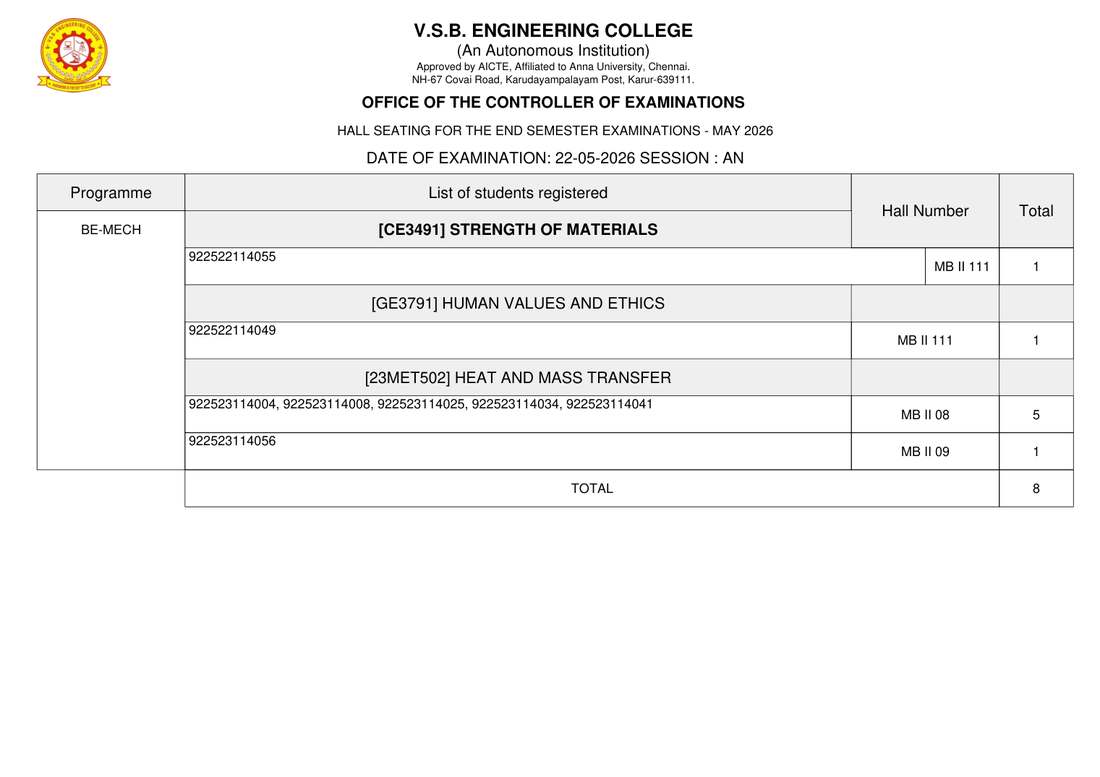 V.S.B. ENGINEERING COLLEGE
(An Autonomous Institution)
Approved by AICTE, Affiliated to Anna University, Chennai.
NH-67 Covai Road, Karudayampalayam Post, Karur-639111.
OFFICE OF THE CONTROLLER OF EXAMINATIONS
HALL SEATING FOR THE END SEMESTER EXAMINATIONS - MAY 2026
DATE OF EXAMINATION: 22-05-2026 SESSION : AN
Programme List of students registered Hall Number Total
BE-MECH [CE3491] STRENGTH OF MATERIALS
922522114055 MB II 111 1
[GE3791] HUMAN VALUES AND ETHICS
922522114049 MB II 111 1
[23MET502] HEAT AND MASS TRANSFER
922523114004, 922523114008, 922523114025, 922523114034, 922523114041 MB II 08 5
922523114056 MB II 09 1
TOTAL 8